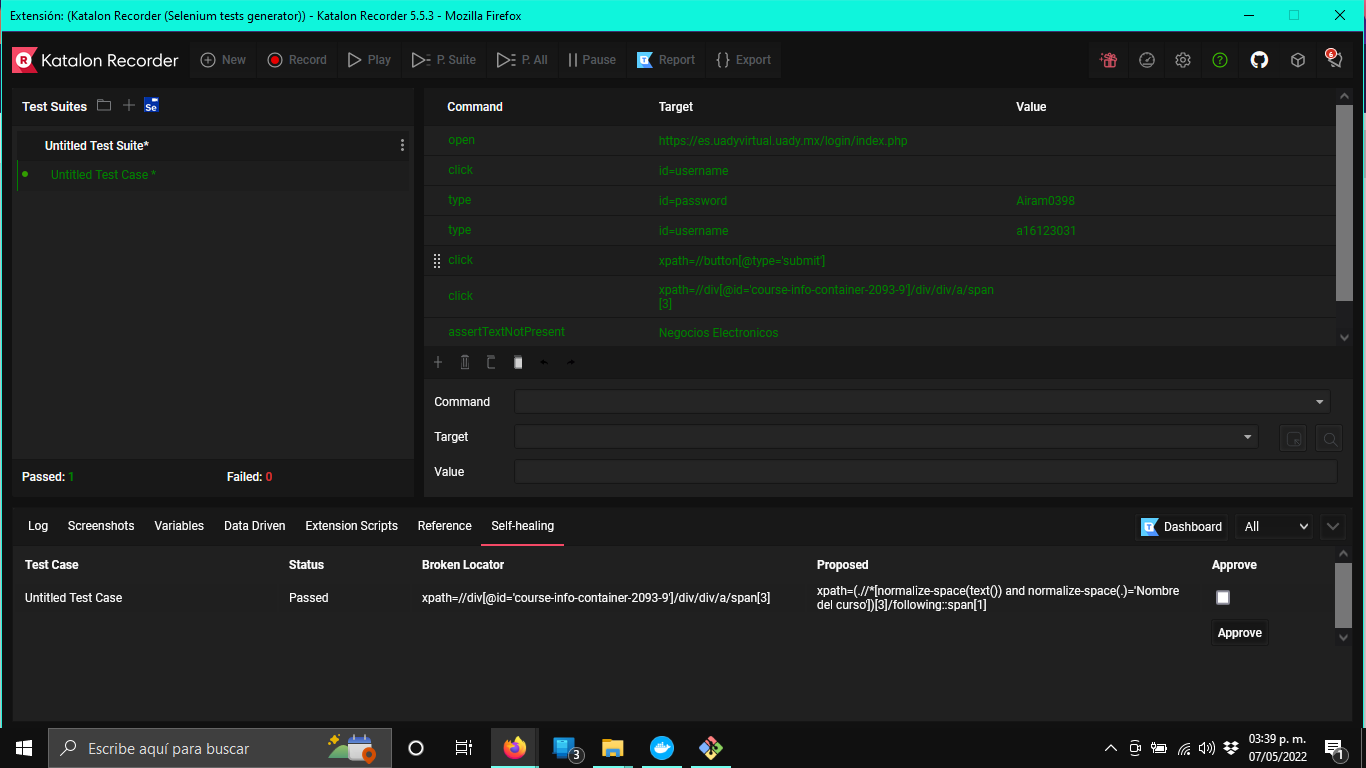 Extensión: (Katalon Recorder (Selenium tests generator)) - Katalon Recorder 5.5.3 - Mozilla Firefox
R Katalon Recorder New Record Play P. Suite P. All Pause Report Export 6
Test Suites Se
Untitled Test Suite*
Untitled Test Case *
Passed: 1 Failed: 0
Command Target Value
open https://es.uadyvirtual.uady.mx/login/index.php
click id=username
type id=password Airam0398
type id=username a16123031
click xpath=//button[@type='submit']
click xpath=//div[@id='course-info-container-2093-9']/div/div/a/span
[3]
assertTextNotPresent Negocios Electronicos
Command
Target
Value
Log Screenshots Variables Data Driven Extension Scripts Reference Self-healing Dashboard All
Test Case Status Broken Locator Proposed Approve
Untitled Test Case Passed xpath=//div[@id='course-info-container-2093-9']/div/div/a/span[3] xpath=(.//*[normalize-space(text()) and normalize-space(.)='Nombre
del curso'])[3]/following::span[1]
Approve
Escribe aquí para buscar 3 03:39 p. m.
07/05/2022 1